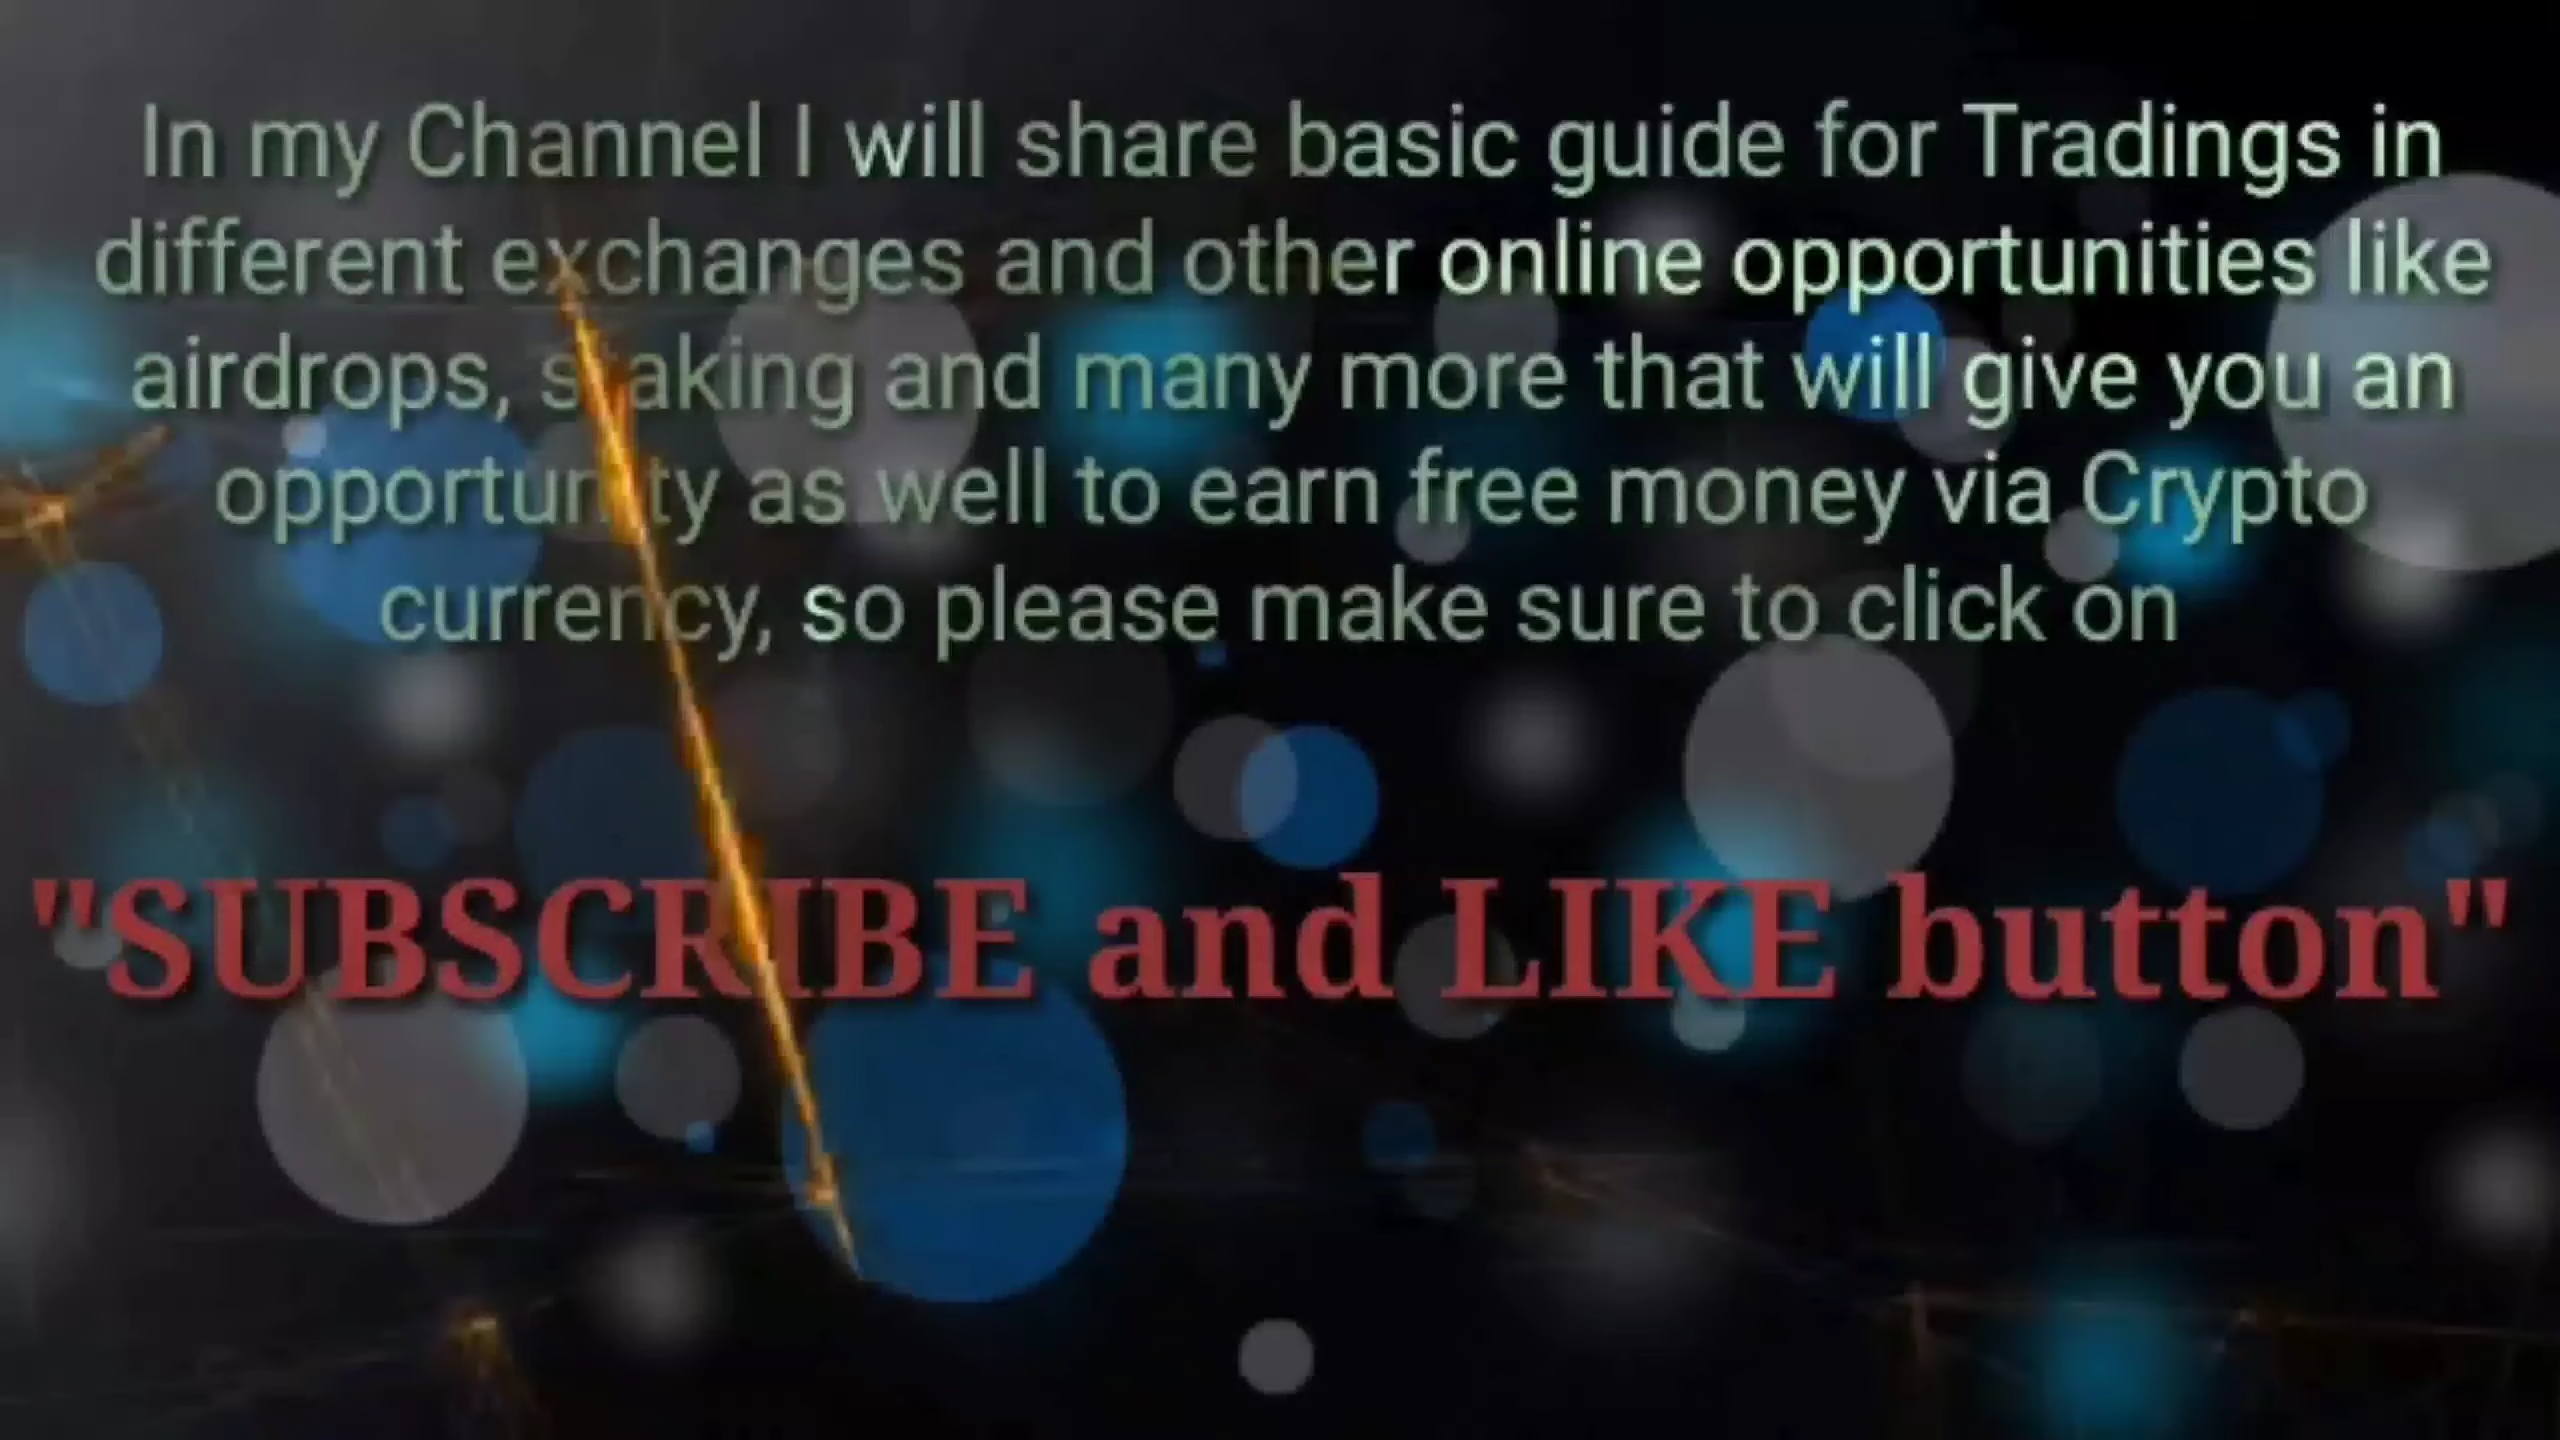 In my Channel I will share basic guide for Tradings in
different exchanges and other online opportunities like
airdrops, staking and many more that will give you an
opportunity as well to earn free money via Crypto
currency, so please make sure to click on
"SUBSCRIBE and LIKE button"